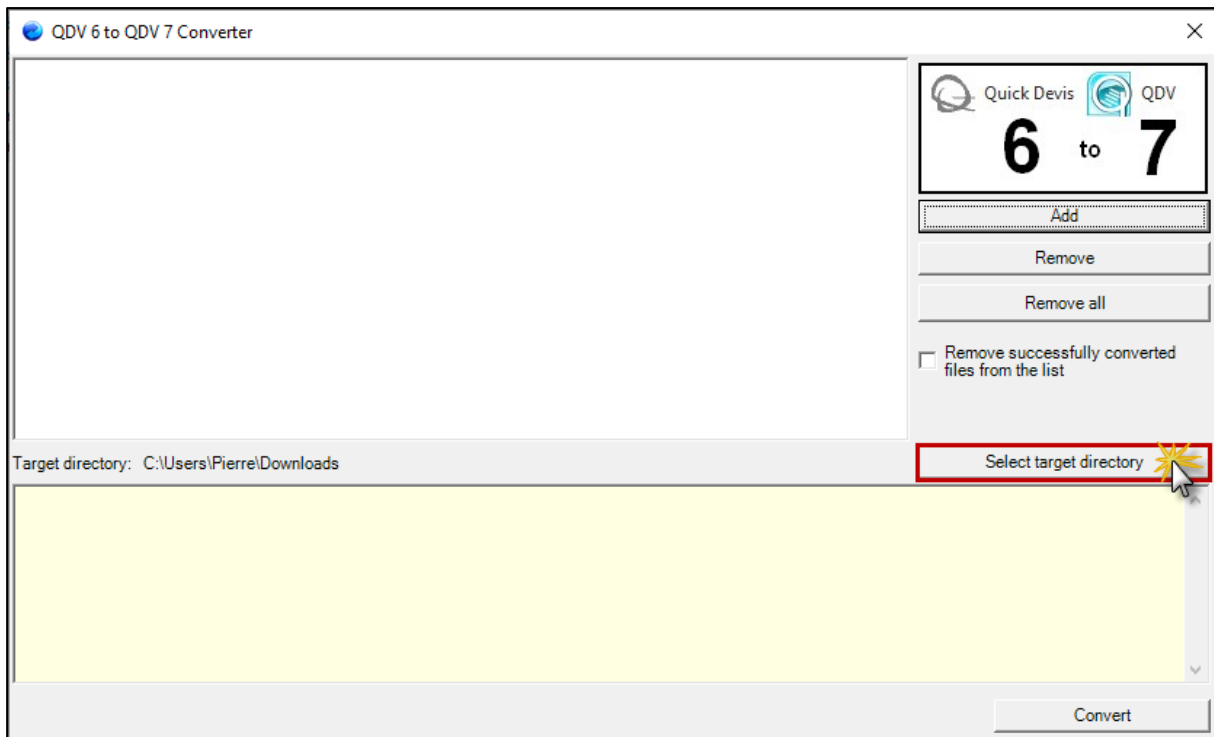 QDV 6 to QDV 7 Converter
Quick Devis QDV
6 to 7
Add
Remove
Remove all
Remove successfully converted
files from the list
Target directory: C:\Users\Pierre\Downloads
Select target directory
Convert